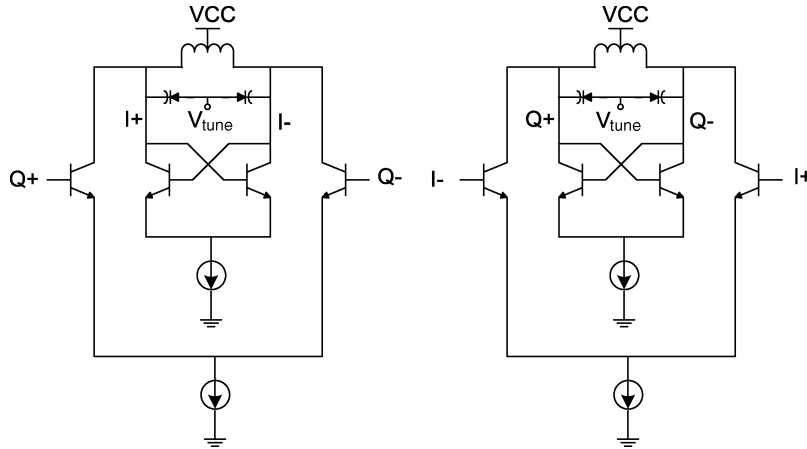 VCC
VCC
I+
Vtune
I-
Q+
Vtune
Q-
Q+
Q-
I-
I+